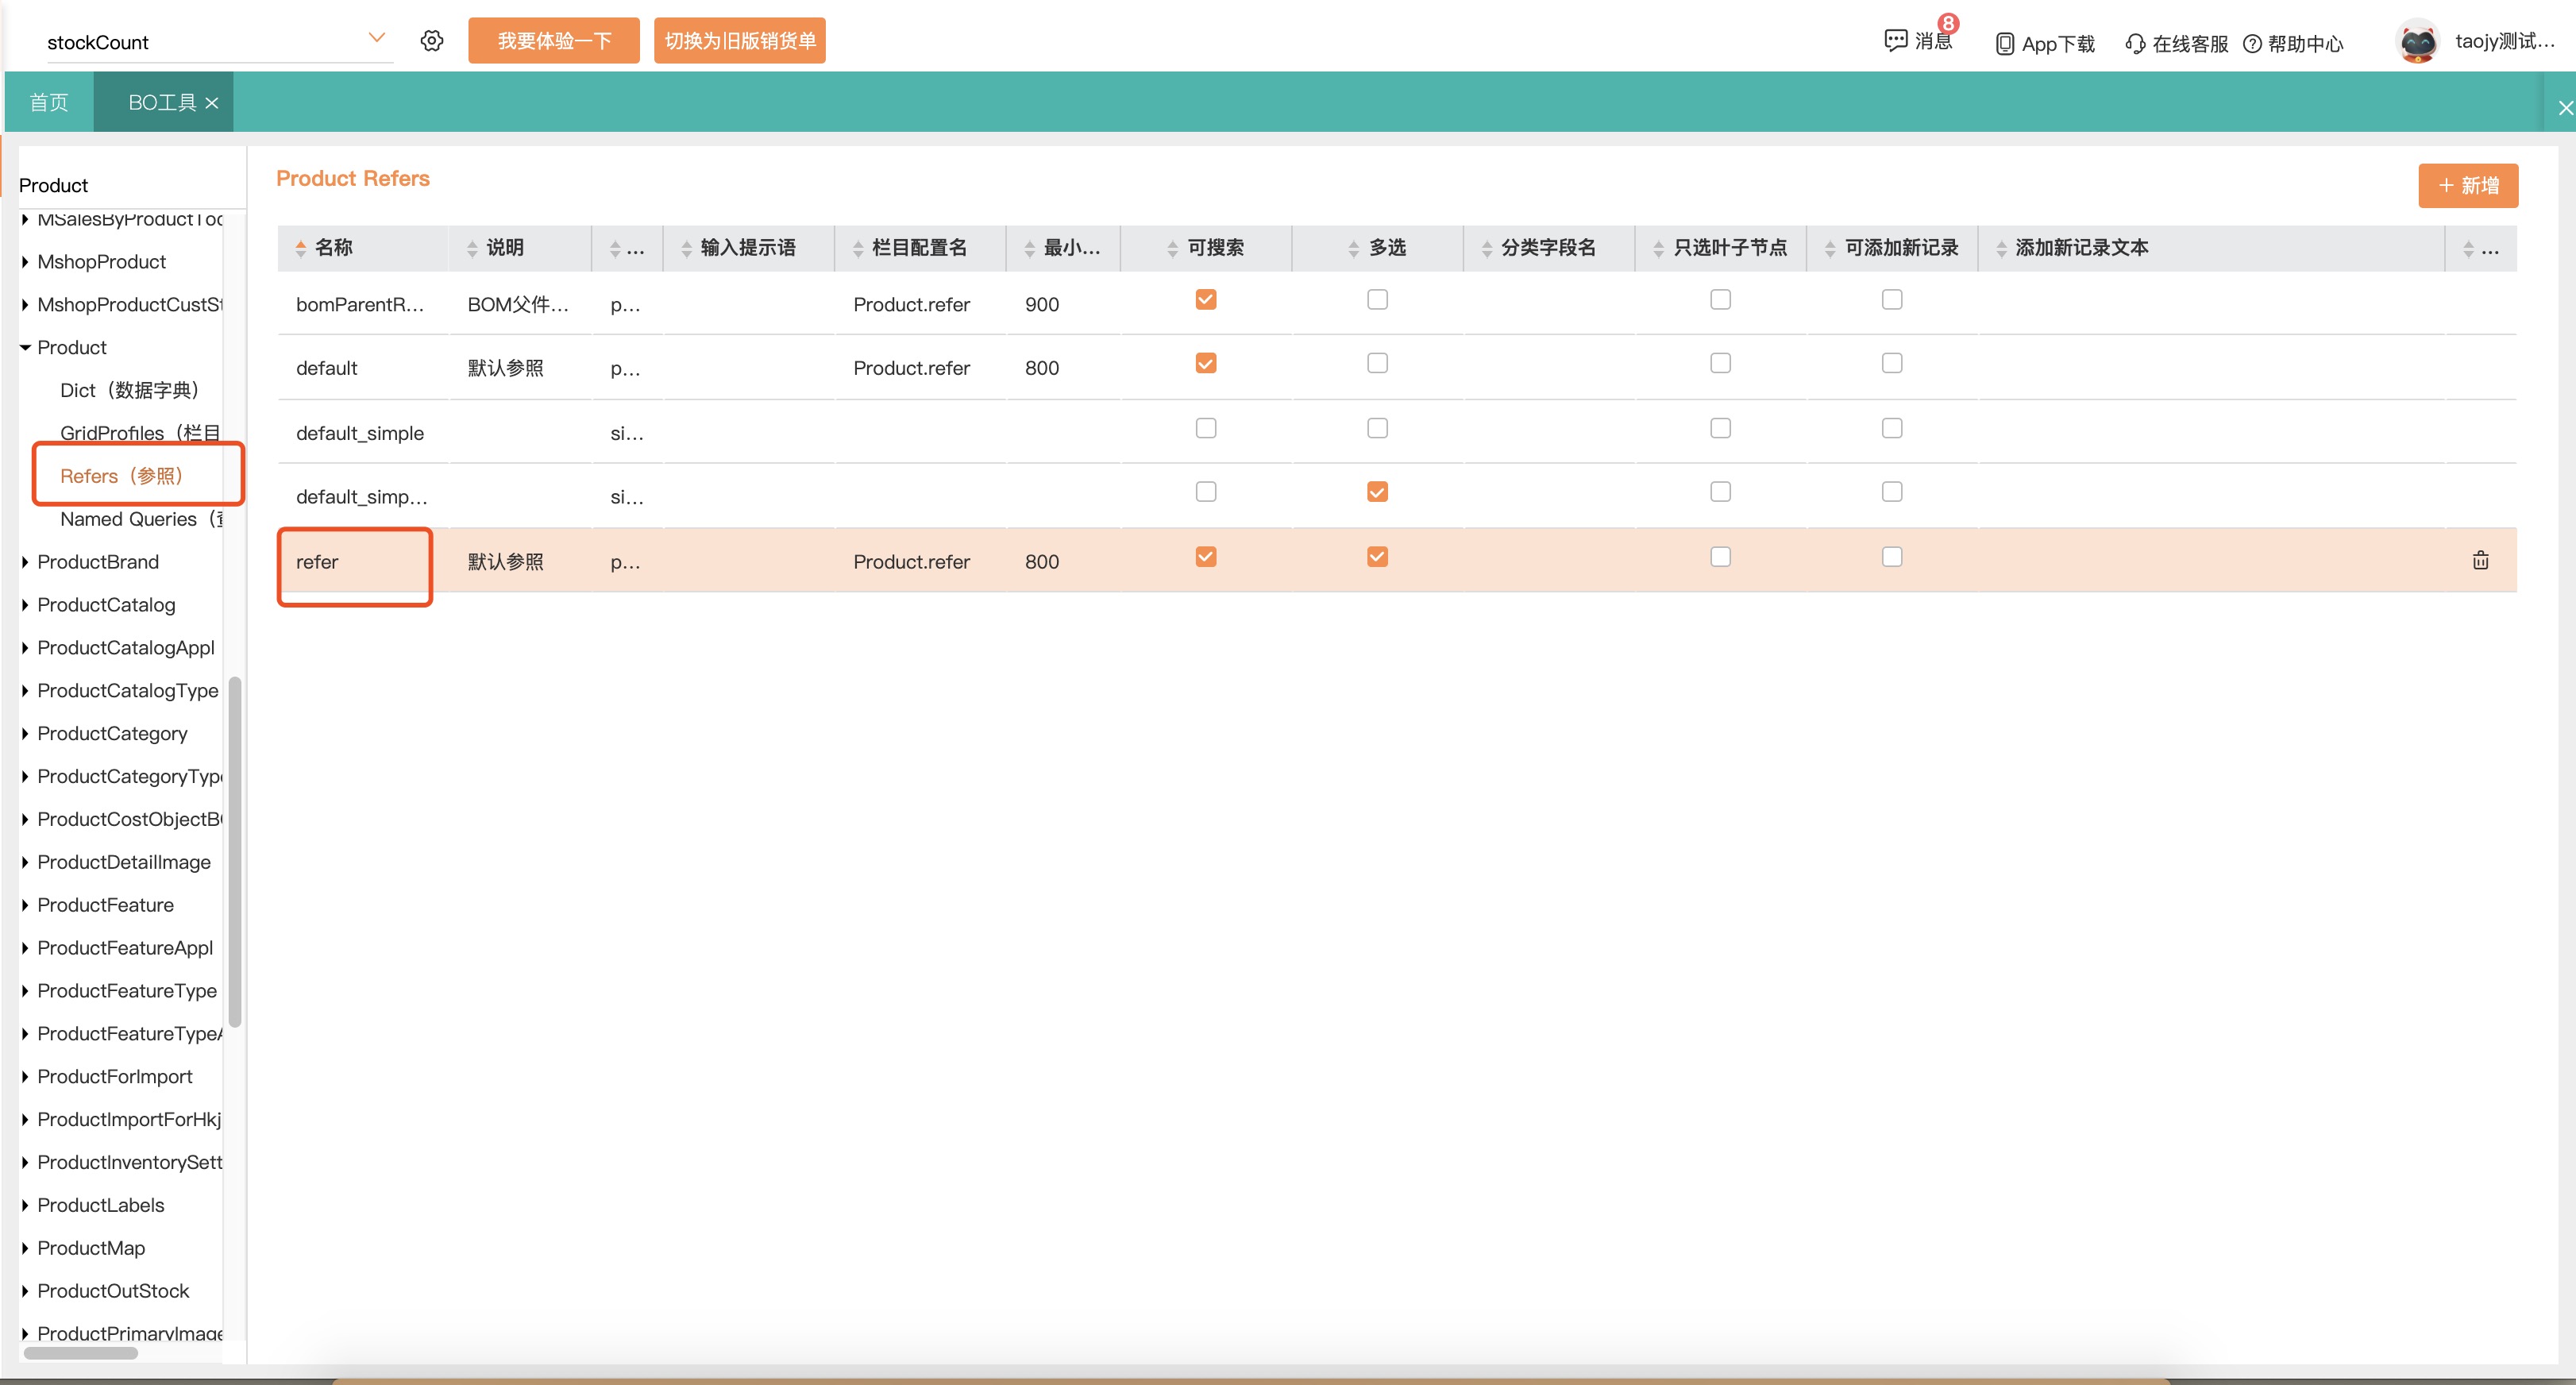 stockCount
我要体验一下
切换为旧版销货单
消息
8
App下载
在线客服
帮助中心
taojy测试...
首页
BO工具
Product
MSalesByProductToo
MshopProduct
MshopProductCustSt
Product
Dict（数据字典）
GridProfiles（栏目
Refers（参照）
Named Queries（查
ProductBrand
ProductCatalog
ProductCatalogAppl
ProductCatalogType
ProductCategory
ProductCategoryType
ProductCostObjectBO
ProductDetailImage
ProductFeature
ProductFeatureAppl
ProductFeatureType
ProductFeatureTypeA
ProductForImport
ProductImportForHkj
ProductInventorySett
ProductLabels
ProductMap
ProductOutStock
ProductPrimaryImage
Product Refers
+ 新增
名称 说明 ... 输入提示语 栏目配置名 最小... 可搜索 多选 分类字段名 只选叶子节点 可添加新记录 添加新记录文本 ...
bomParentR... BOM父件... p... Product.refer 900
default 默认参照 p... Product.refer 800
default_simple si...
default_simp... si...
refer 默认参照 p... Product.refer 800